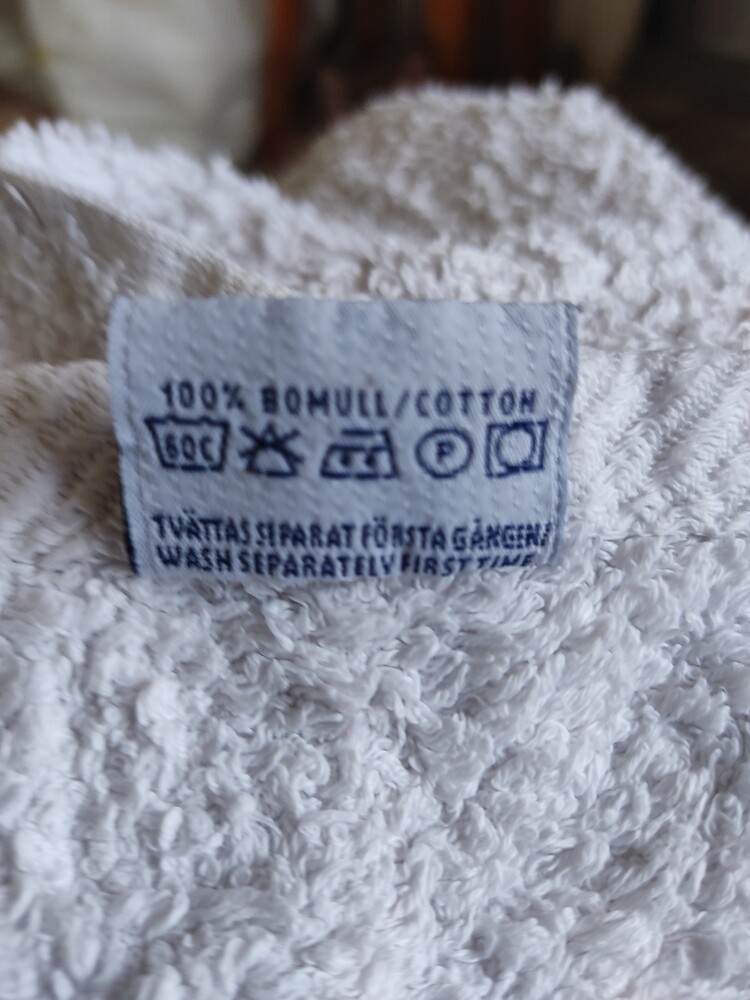 100% BOMULL/COTTON
60C P
TVÄTTAS SEPARAT FÖRSTA GÅNGEN/
WASH SEPARATELY FIRST TIME